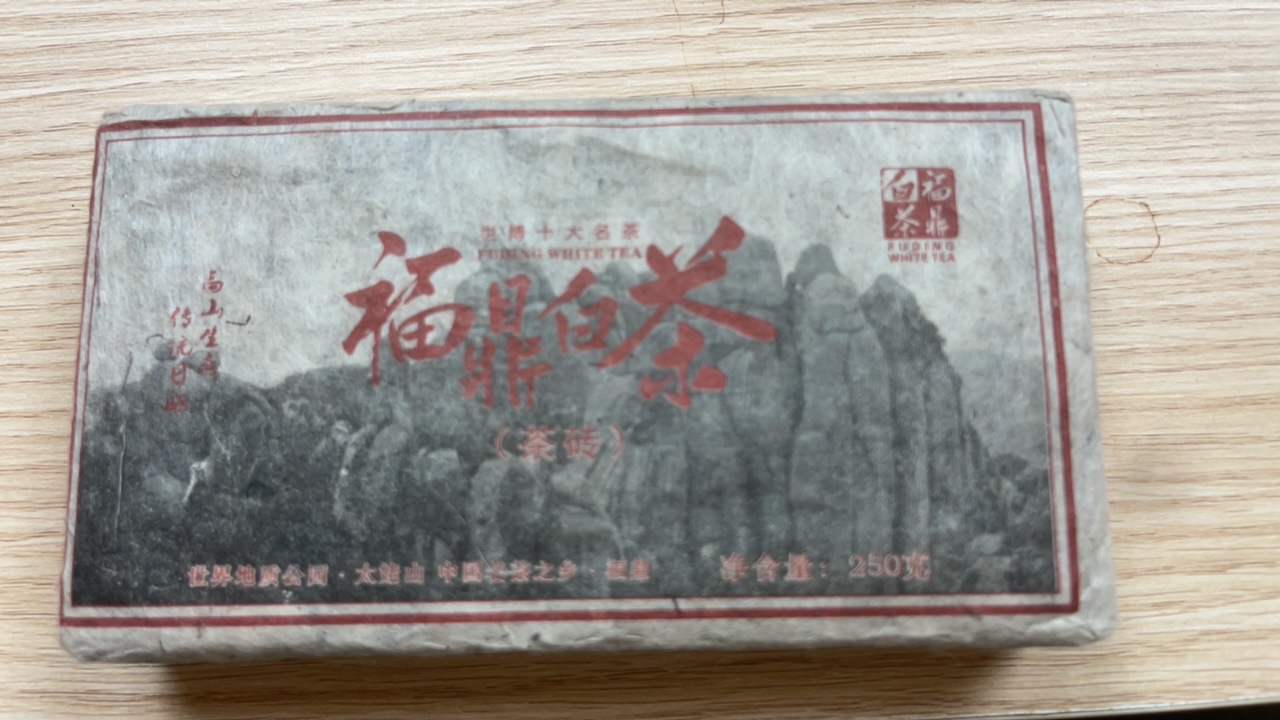 世博十大名茶
FUDING WHITE TEA
福鼎白茶
(茶砖)
福鼎
白茶
FUDING
WHITE TEA
高山生态
传统日晒
世界地质公园·太姥山 中国名茶之乡·福鼎
净含量：250克